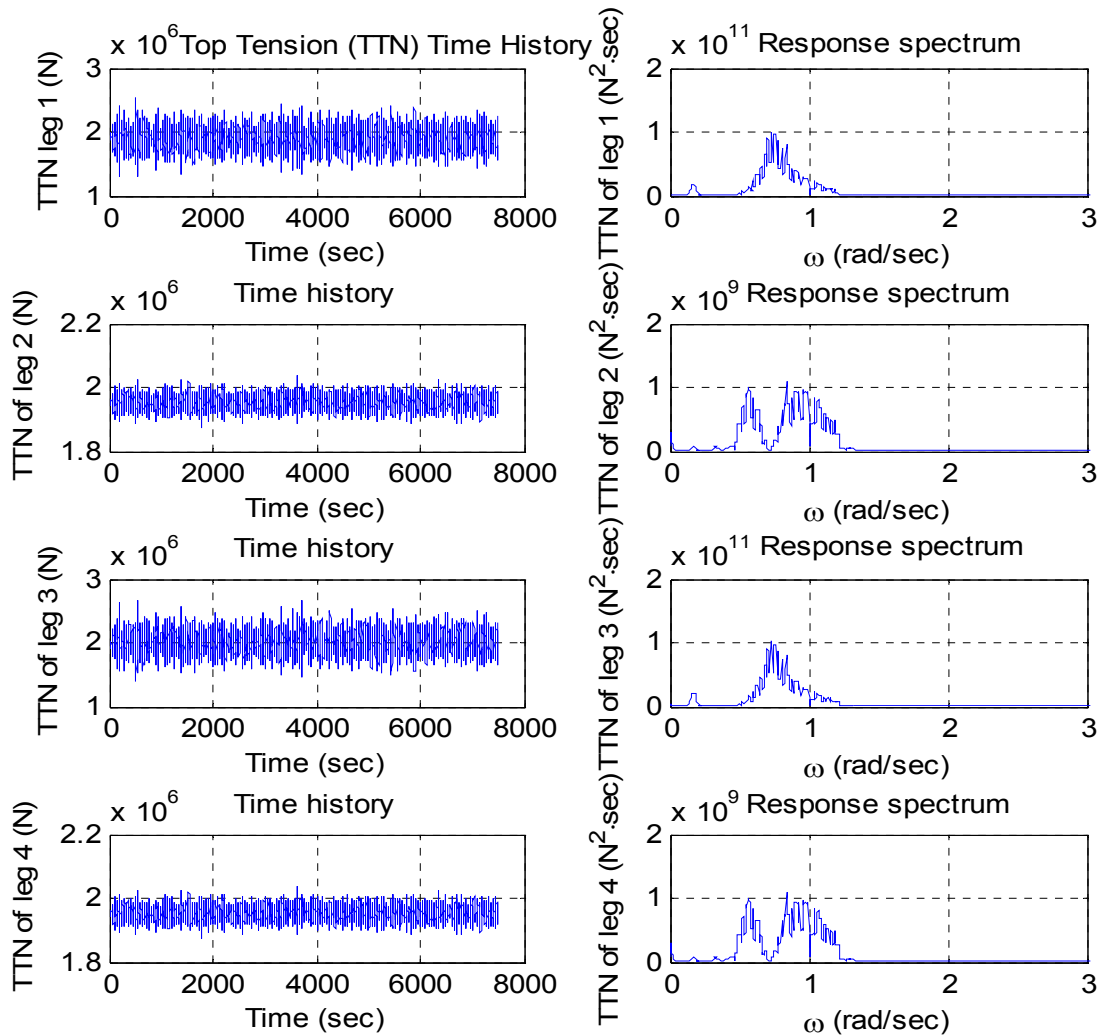 x 10^6 Top Tension (TTN) Time History
TTN leg 1 (N)
3
2
1
0 2000 4000 6000 8000
Time (sec)
x 10^11 Response spectrum
TTN of leg 1 (N^2·sec)
2
1
0
0 1 2 3
ω (rad/sec)
x 10^6 Time history
TTN of leg 2 (N)
2.2
2
1.8
0 2000 4000 6000 8000
Time (sec)
x 10^9 Response spectrum
TTN of leg 2 (N^2·sec)
2
1
0
0 1 2 3
ω (rad/sec)
x 10^6 Time history
TTN of leg 3 (N)
3
2
1
0 2000 4000 6000 8000
Time (sec)
x 10^11 Response spectrum
TTN of leg 3 (N^2·sec)
2
1
0
0 1 2 3
ω (rad/sec)
x 10^6 Time history
TTN of leg 4 (N)
2.2
2
1.8
0 2000 4000 6000 8000
Time (sec)
x 10^9 Response spectrum
TTN of leg 4 (N^2·sec)
2
1
0
0 1 2 3
ω (rad/sec)